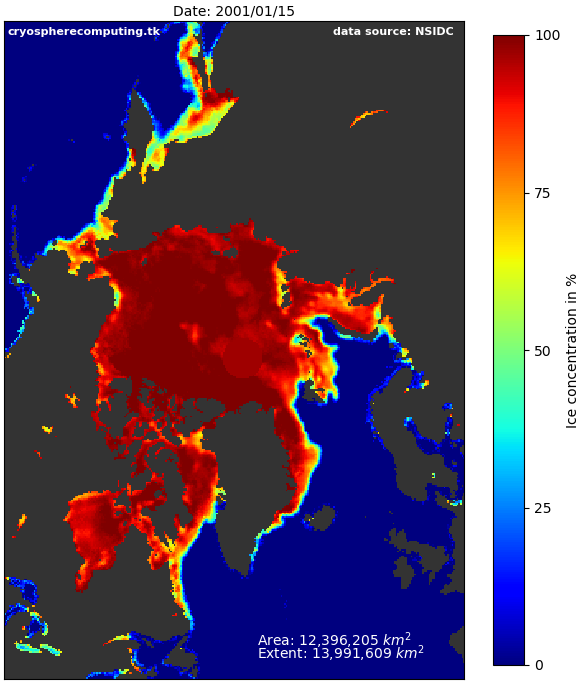 Date: 2001/01/15
cryospherecomputing.tk
data source: NSIDC
100
75
50
25
0
Ice concentration in %
Area: 12,396,205 km²
Extent: 13,991,609 km²